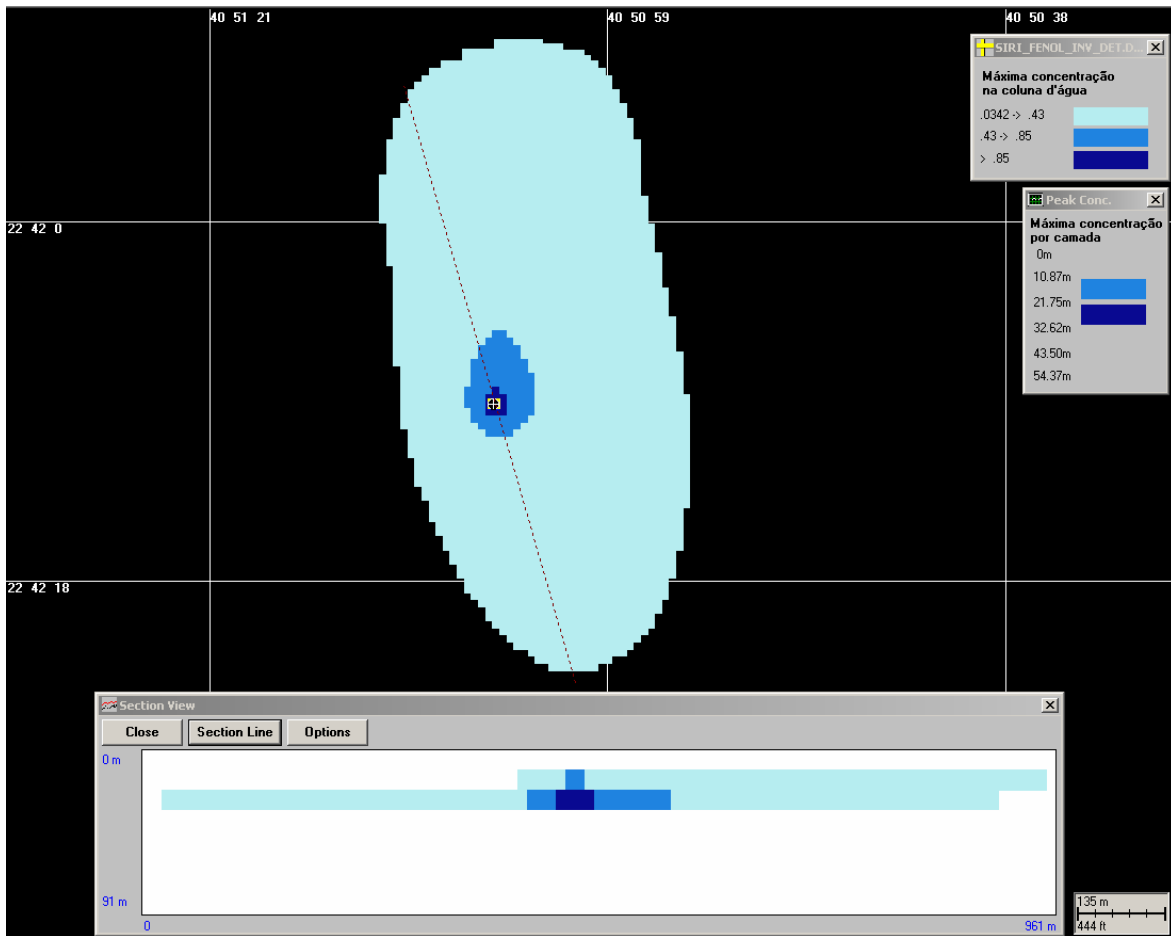 40 51 21
40 50 59
40 50 38
SIRI_FENOL_INV_DET.D...
Máxima concentração
na coluna d'água
.0342 -> .43
.43 -> .85
> .85
Peak Conc.
Máxima concentração
por camada
0m
10.87m
21.75m
32.62m
43.50m
54.37m
22 42 0
22 42 18
Section View
Close
Section Line
Options
0 m
91 m
0
961 m
135 m
444 ft